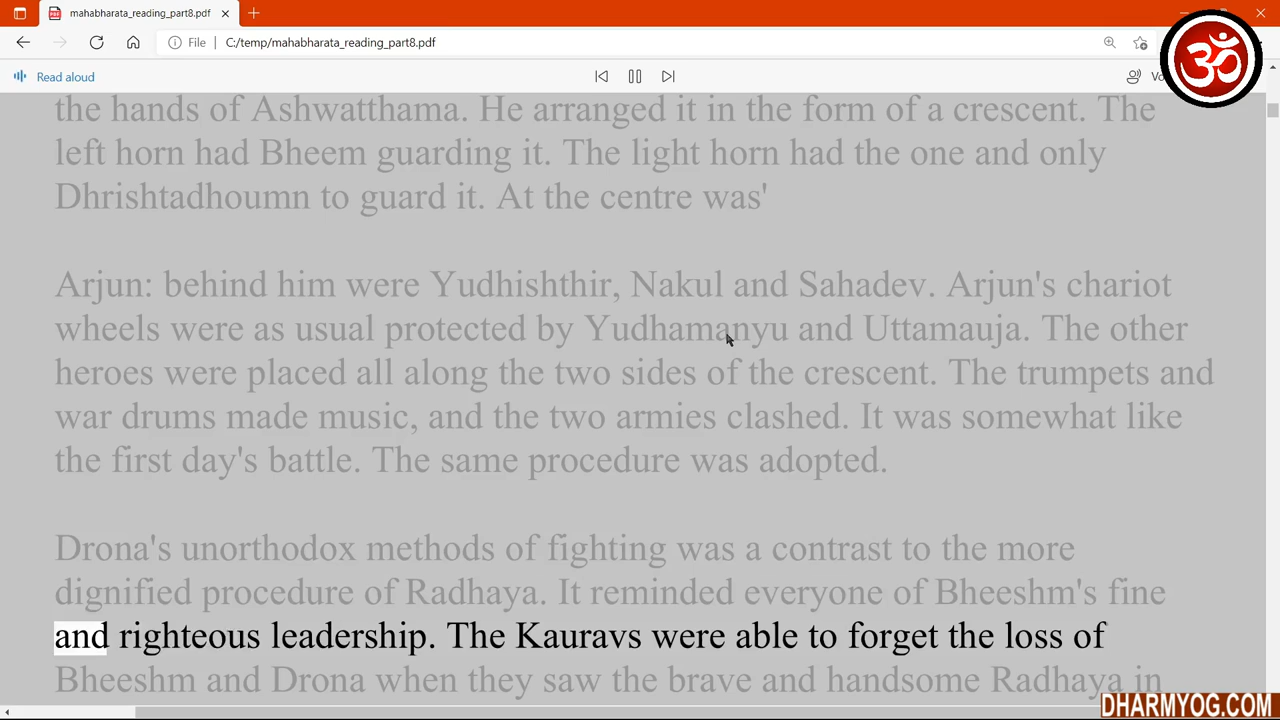 mahabharata_reading_part8.pdf
File C:/temp/mahabharata_reading_part8.pdf
ॐ
Read aloud
the hands of Ashwatthama. He arranged it in the form of a crescent. The
left horn had Bheem guarding it. The light horn had the one and only
Dhrishtadhoumn to guard it. At the centre was'
Arjun: behind him were Yudhishthir, Nakul and Sahadev. Arjun's chariot
wheels were as usual protected by Yudhamanyu and Uttamauja. The other
heroes were placed all along the two sides of the crescent. The trumpets and
war drums made music, and the two armies clashed. It was somewhat like
the first day's battle. The same procedure was adopted.
Drona's unorthodox methods of fighting was a contrast to the more
dignified procedure of Radhaya. It reminded everyone of Bheeshm's fine
and righteous leadership. The Kauravs were able to forget the loss of
Bheeshm and Drona when they saw the brave and handsome Radhaya in
DHARMYOG.COM